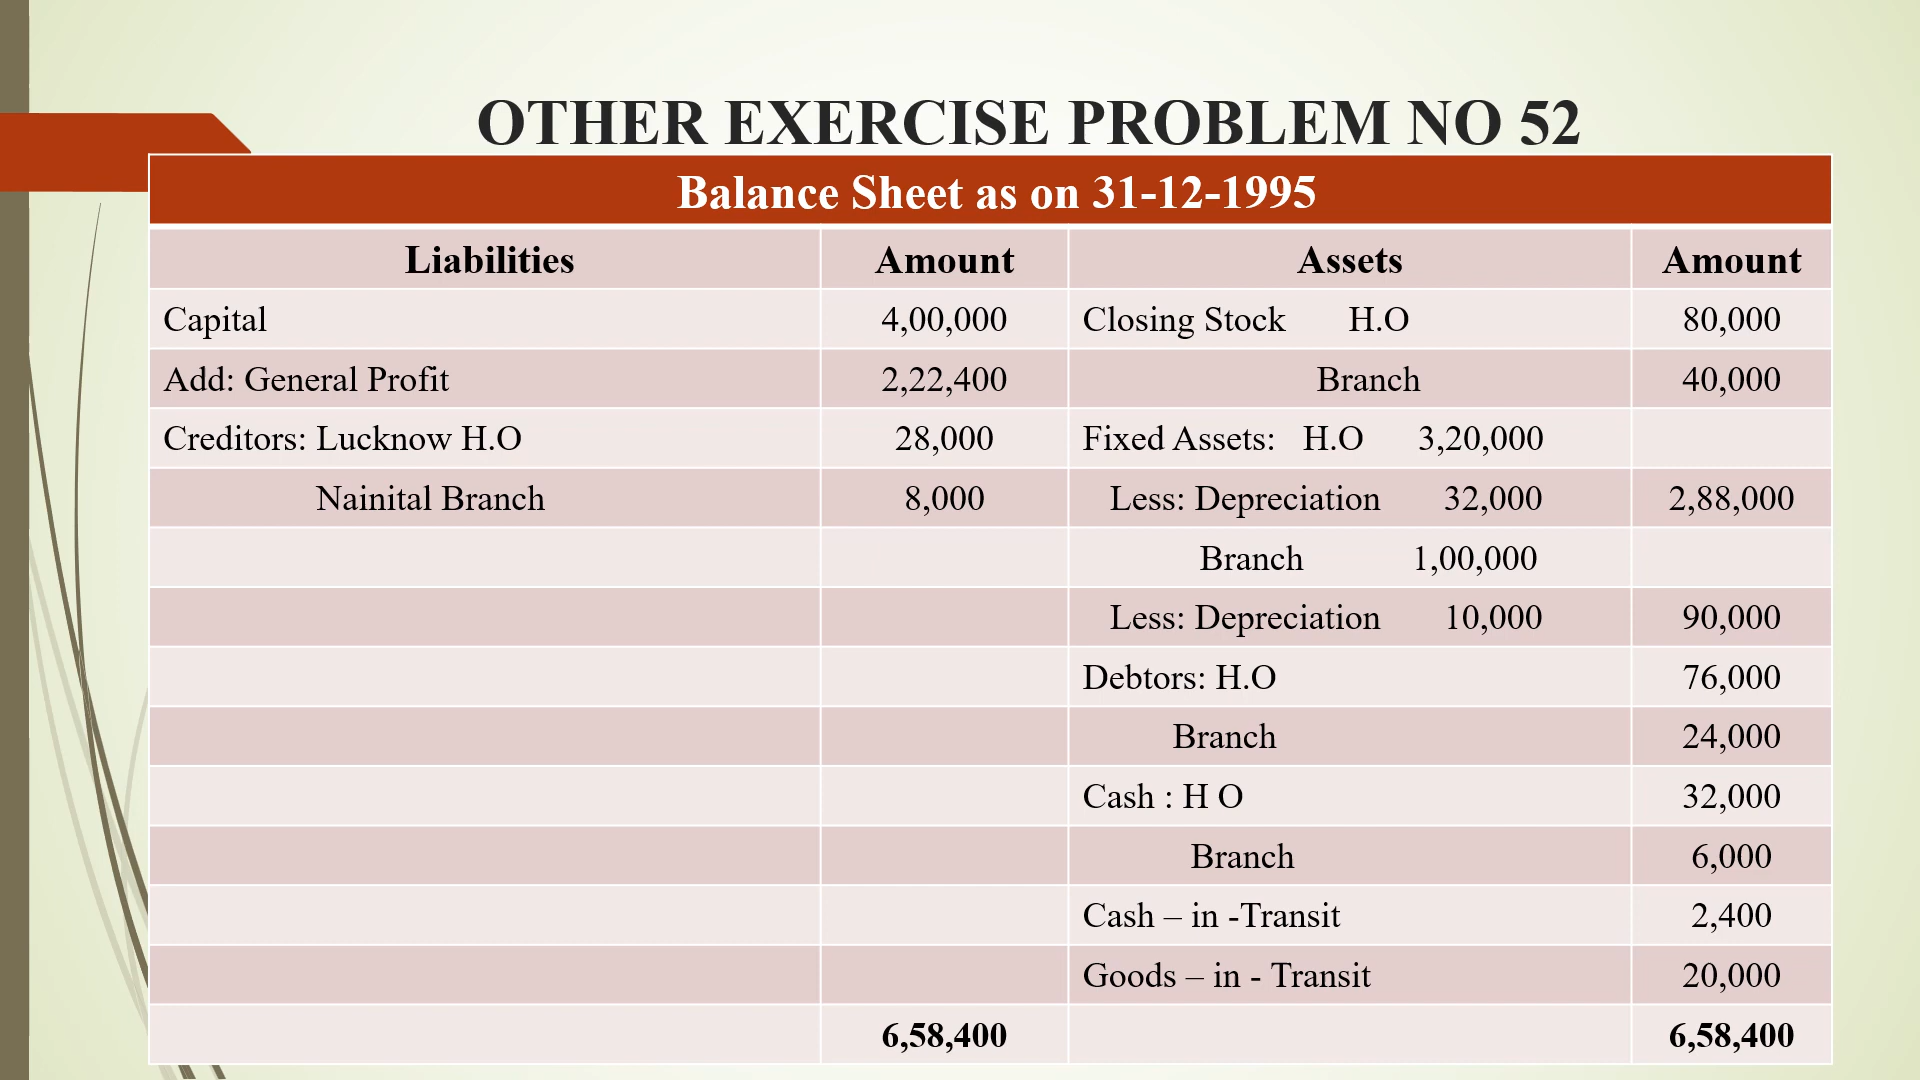 OTHER EXERCISE PROBLEM NO 52
Balance Sheet as on 31-12-1995
Liabilities Amount Assets Amount
Capital 4,00,000 Closing Stock H.O 80,000
Add: General Profit 2,22,400 Branch 40,000
Creditors: Lucknow H.O 28,000 Fixed Assets: H.O 3,20,000
Nainital Branch 8,000 Less: Depreciation 32,000 2,88,000
Branch 1,00,000
Less: Depreciation 10,000 90,000
Debtors: H.O 76,000
Branch 24,000
Cash : H O 32,000
Branch 6,000
Cash – in -Transit 2,400
Goods – in - Transit 20,000
6,58,400 6,58,400